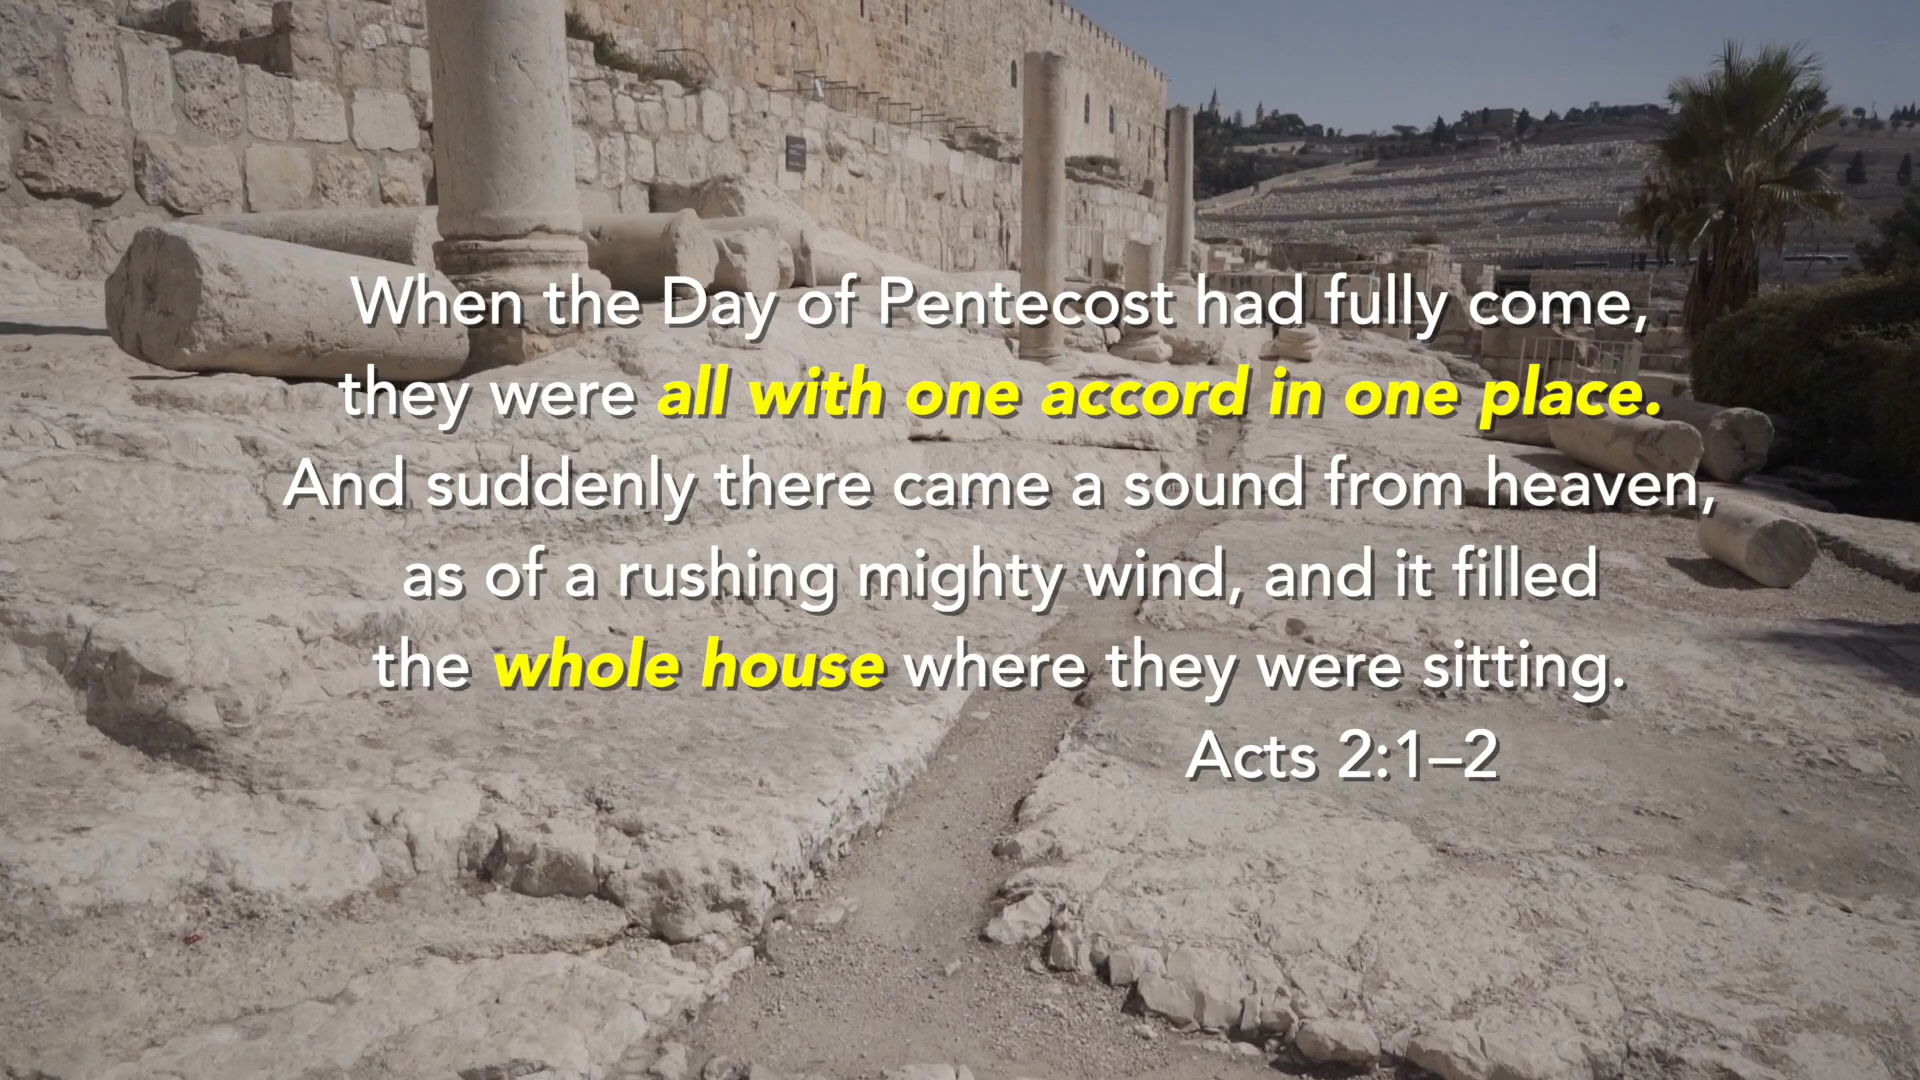 When the Day of Pentecost had fully come,
they were all with one accord in one place.
And suddenly there came a sound from heaven,
as of a rushing mighty wind, and it filled
the whole house where they were sitting.
Acts 2:1–2